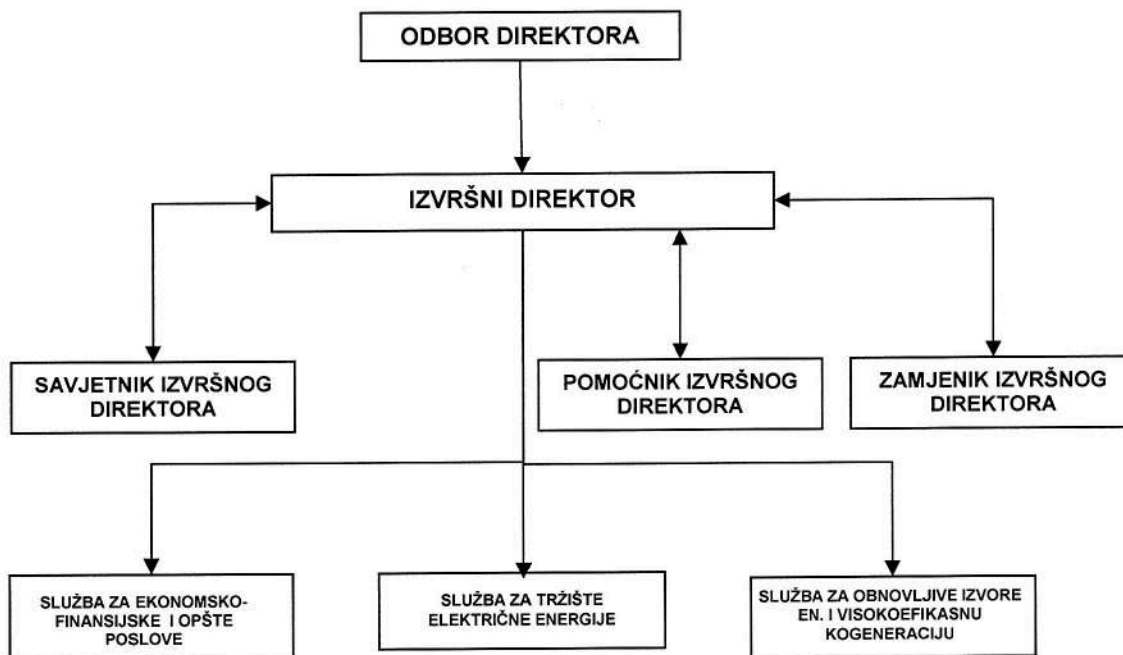 ODBOR DIREKTORA
IZVRŠNI DIREKTOR
SAVJETNIK IZVRŠNOG
DIREKTORA
POMOĆNIK IZVRŠNOG
DIREKTORA
ZAMJENIK IZVRŠNOG
DIREKTORA
SLUŽBA ZA EKONOMSKO-
FINANSIJSKE I OPŠTE
POSLOVE
SLUŽBA ZA TRŽIŠTE
ELEKTRIČNE ENERGIJE
SLUŽBA ZA OBNOVLJIVE IZVORE
EN. I VISOKOEFIKASNU
KOGENERACIJU